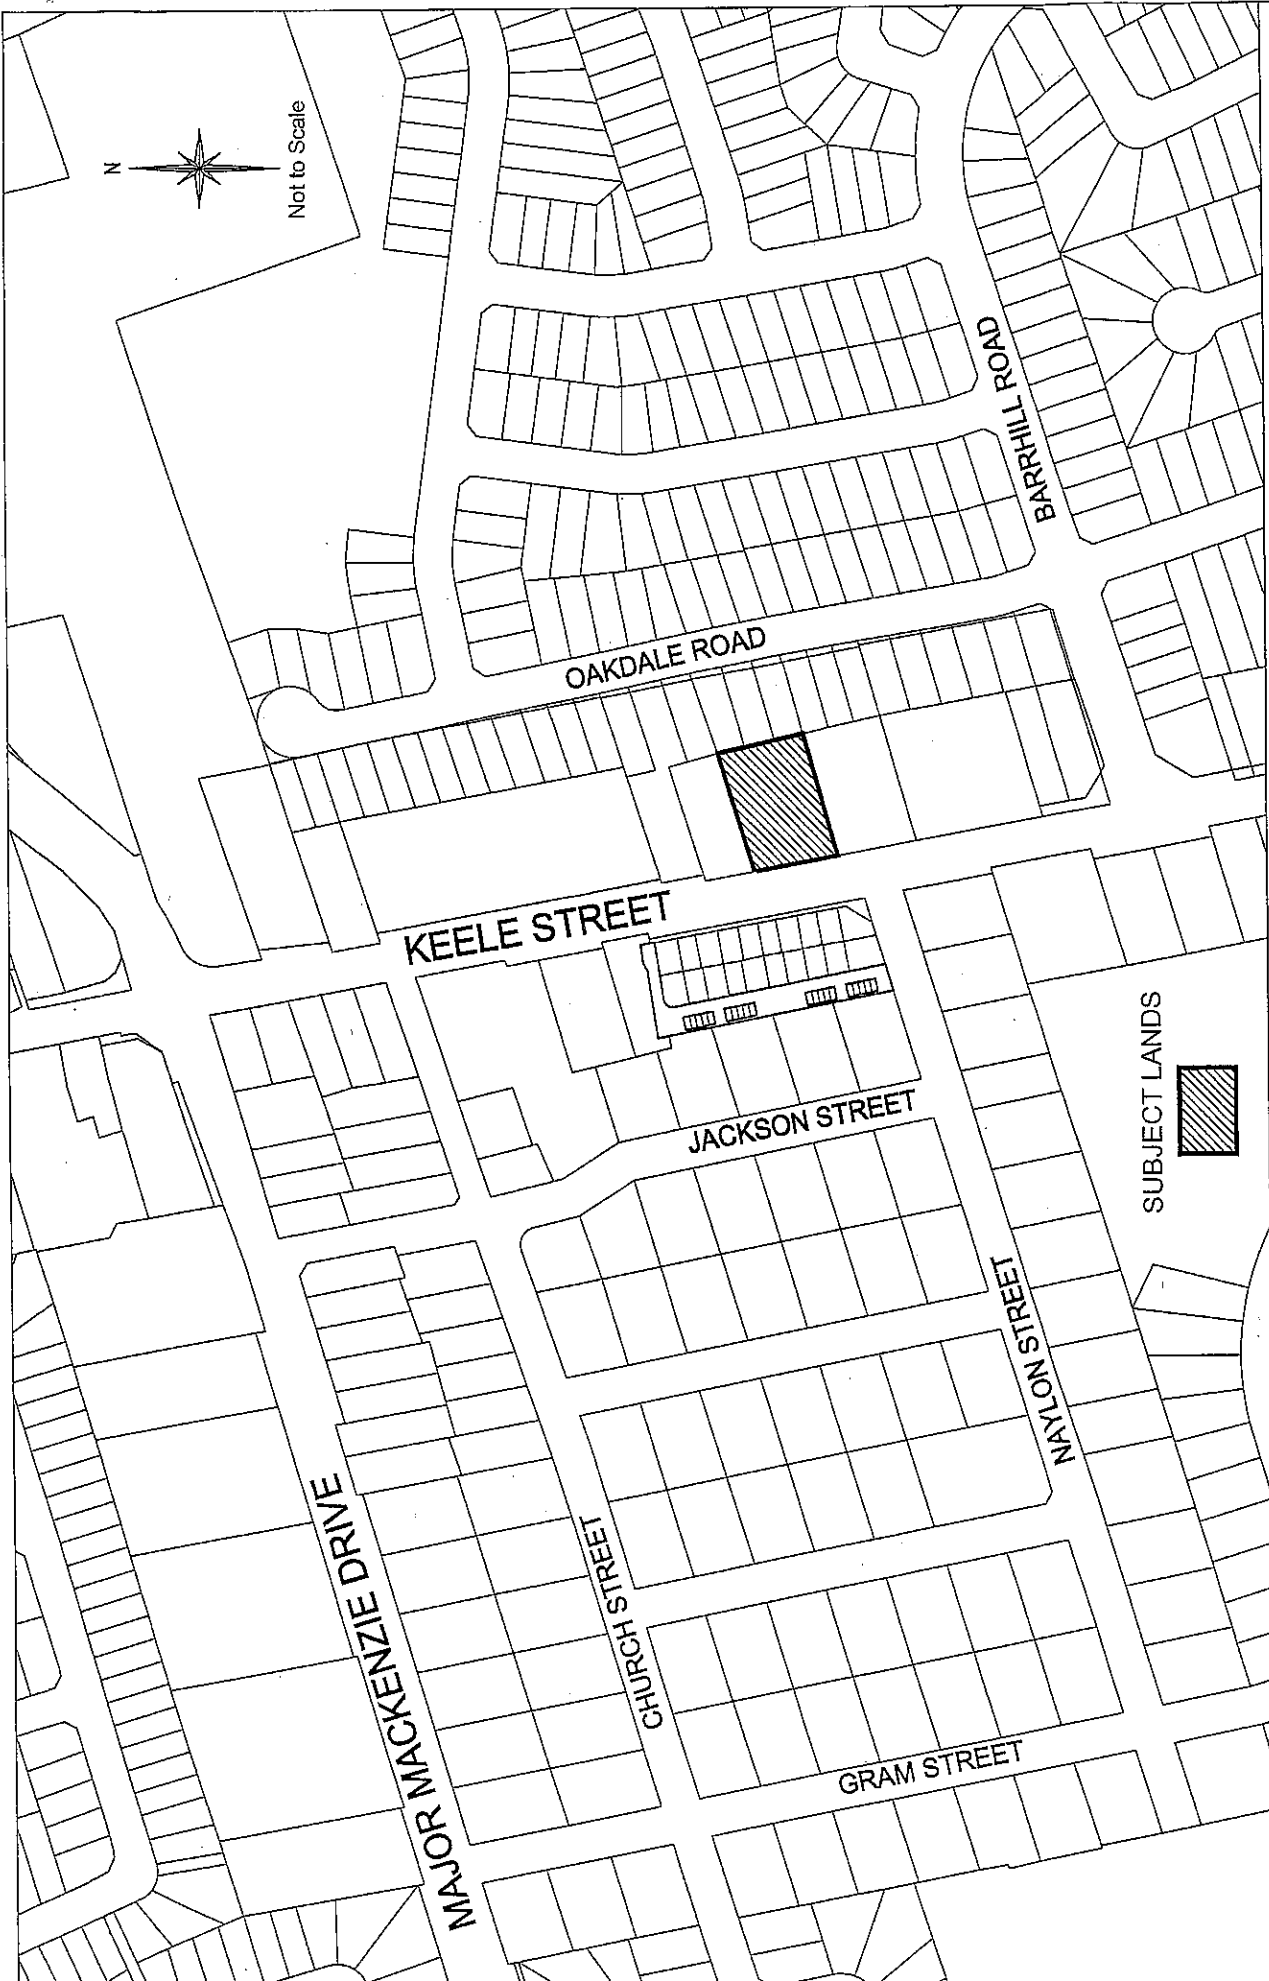 N
Not to Scale
BARRHILL ROAD
OAKDALE ROAD
KEELE STREET
JACKSON STREET
SUBJECT LANDS
NAYLON STREET
MAJOR MACKENZIE DRIVE
CHURCH STREET
GRAM STREET